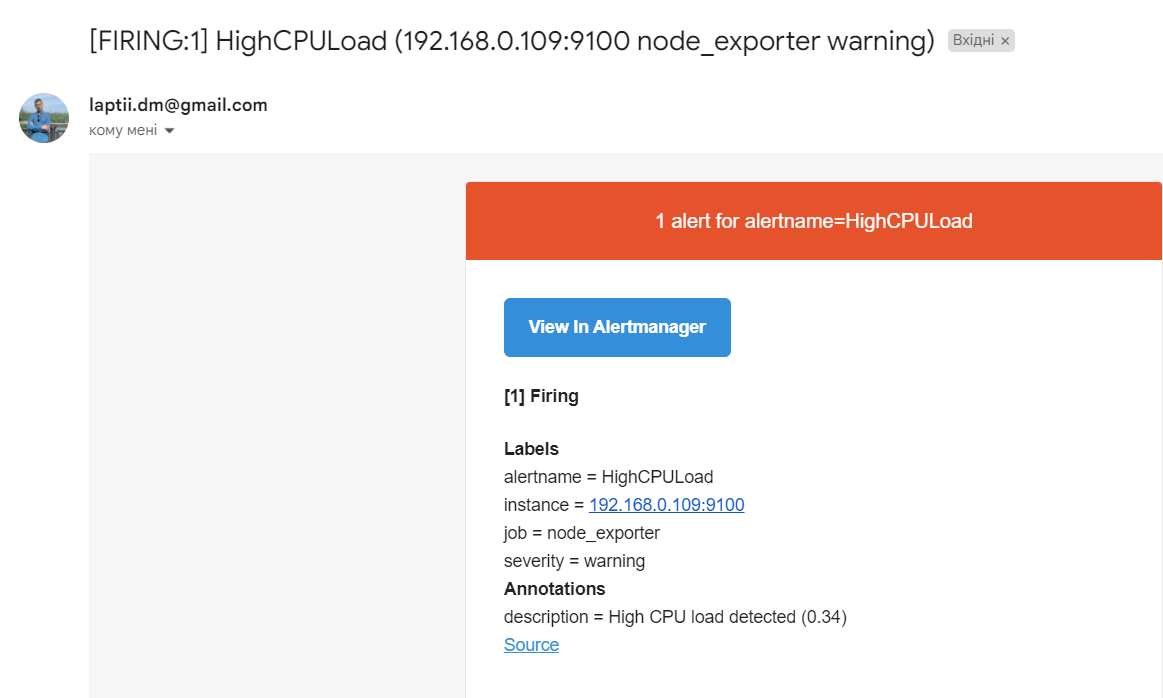 [FIRING:1] HighCPULoad (192.168.0.109:9100 node_exporter warning) Вхідні ×
laptii.dm@gmail.com
кому мені
1 alert for alertname=HighCPULoad
View In Alertmanager
[1] Firing
Labels
alertname = HighCPULoad
instance = 192.168.0.109:9100
job = node_exporter
severity = warning
Annotations
description = High CPU load detected (0.34)
Source